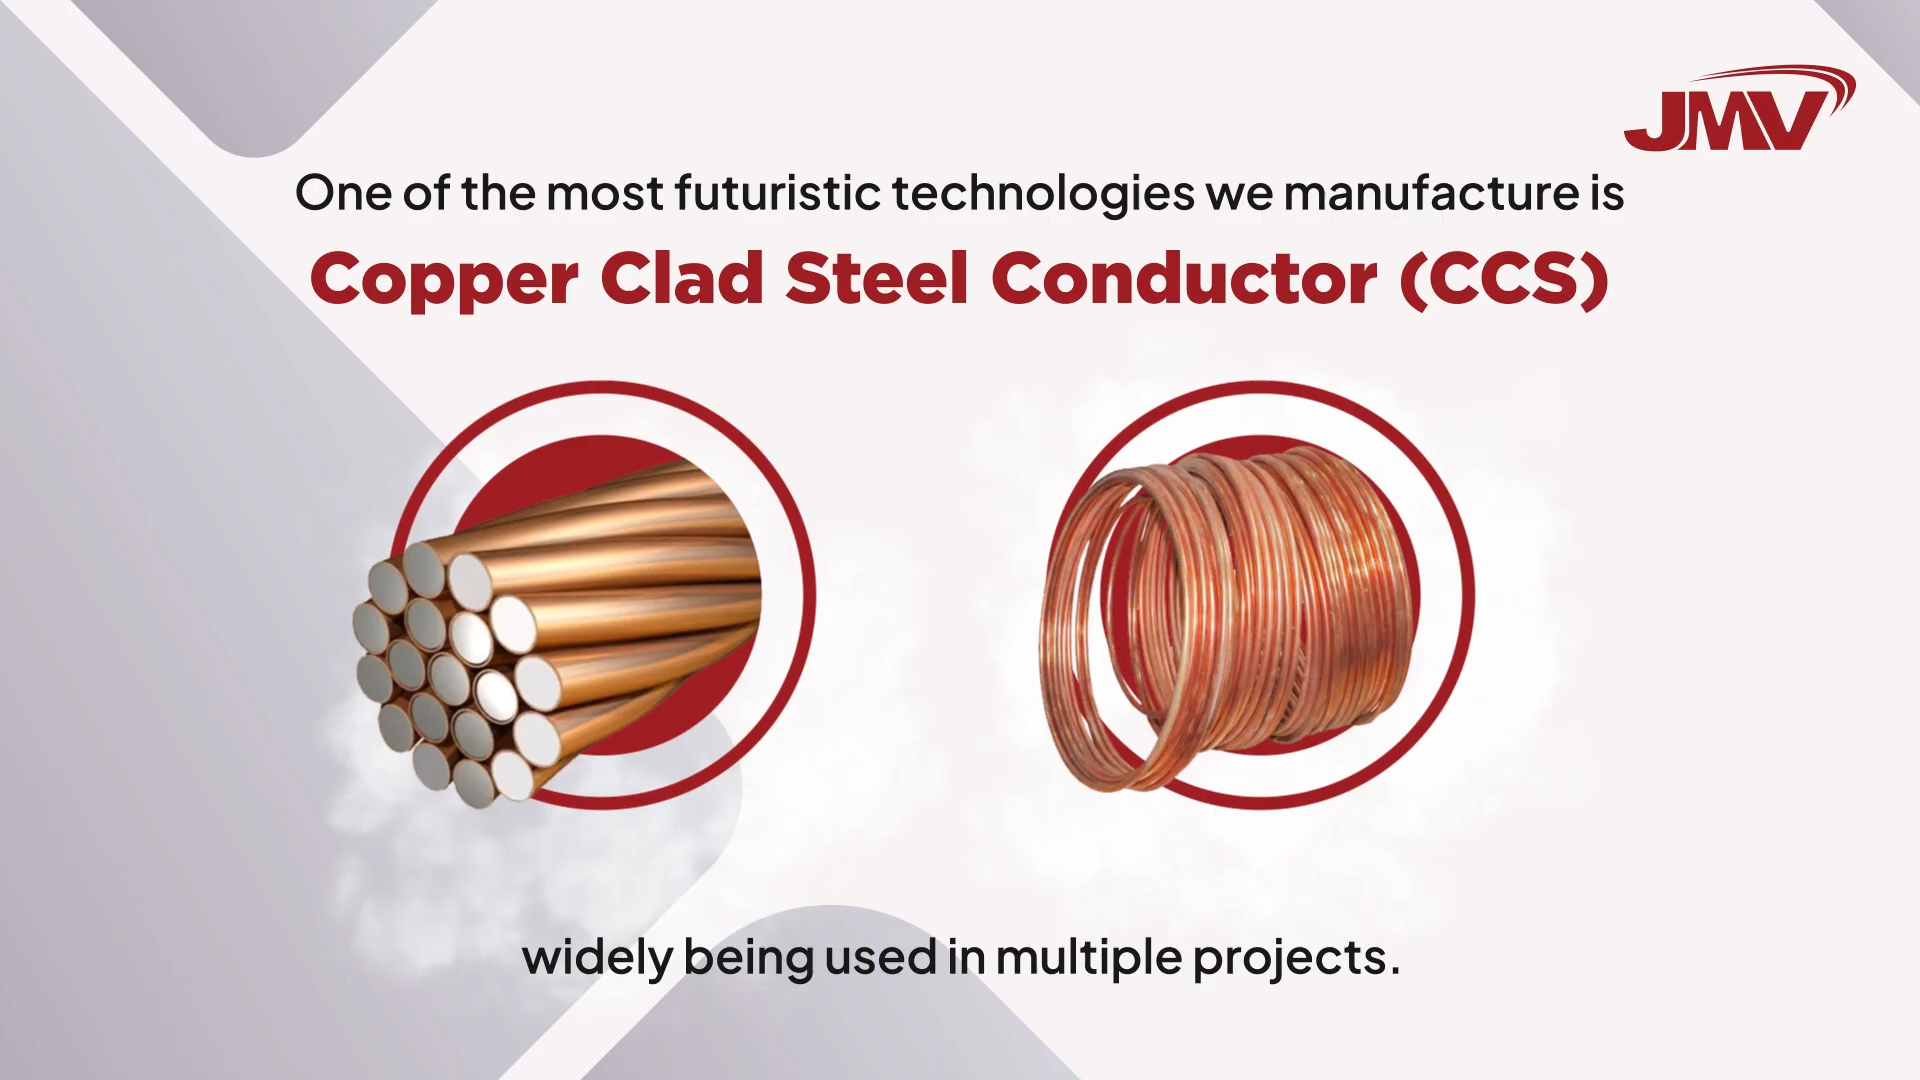 JMV
One of the most futuristic technologies we manufacture is
Copper Clad Steel Conductor (CCS)
widely being used in multiple projects.